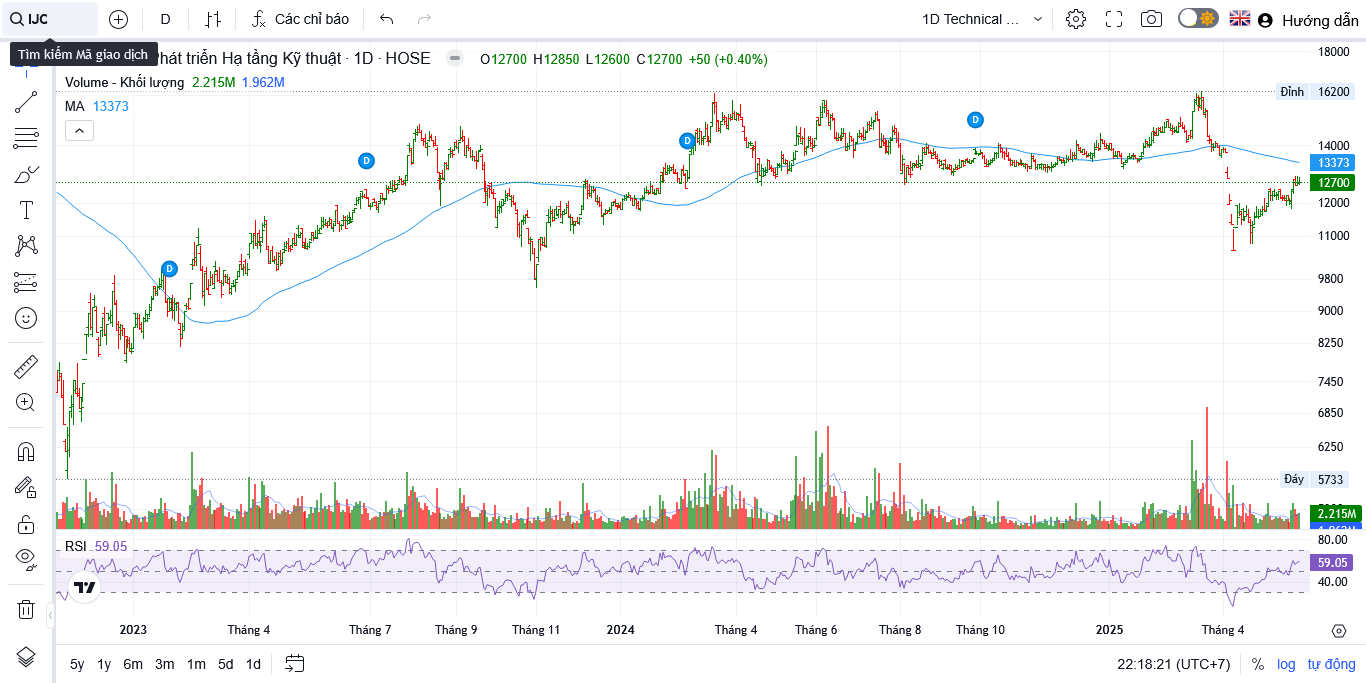 IJC D Các chỉ báo 1D Technical ... Hướng dẫn
Tìm kiếm Mã giao dịch
Phát triển Hạ tầng Kỹ thuật · 1D · HOSE O12700 H12850 L12600 C12700 +50 (+0.40%)
Volume - Khối lượng 2.215M 1.962M
MA 13373
18000
Đỉnh 16200
14000
13373
12700
12000
11000
9800
9000
8250
7450
6850
6250
Đáy 5733
2.215M
D
D
D
D
RSI 59.05
80.00
59.05
40.00
2023 Tháng 4 Tháng 7 Tháng 9 Tháng 11 2024 Tháng 4 Tháng 6 Tháng 8 Tháng 10 2025 Tháng 4
5y 1y 6m 3m 1m 5d 1d 22:18:21 (UTC+7) % log tự động